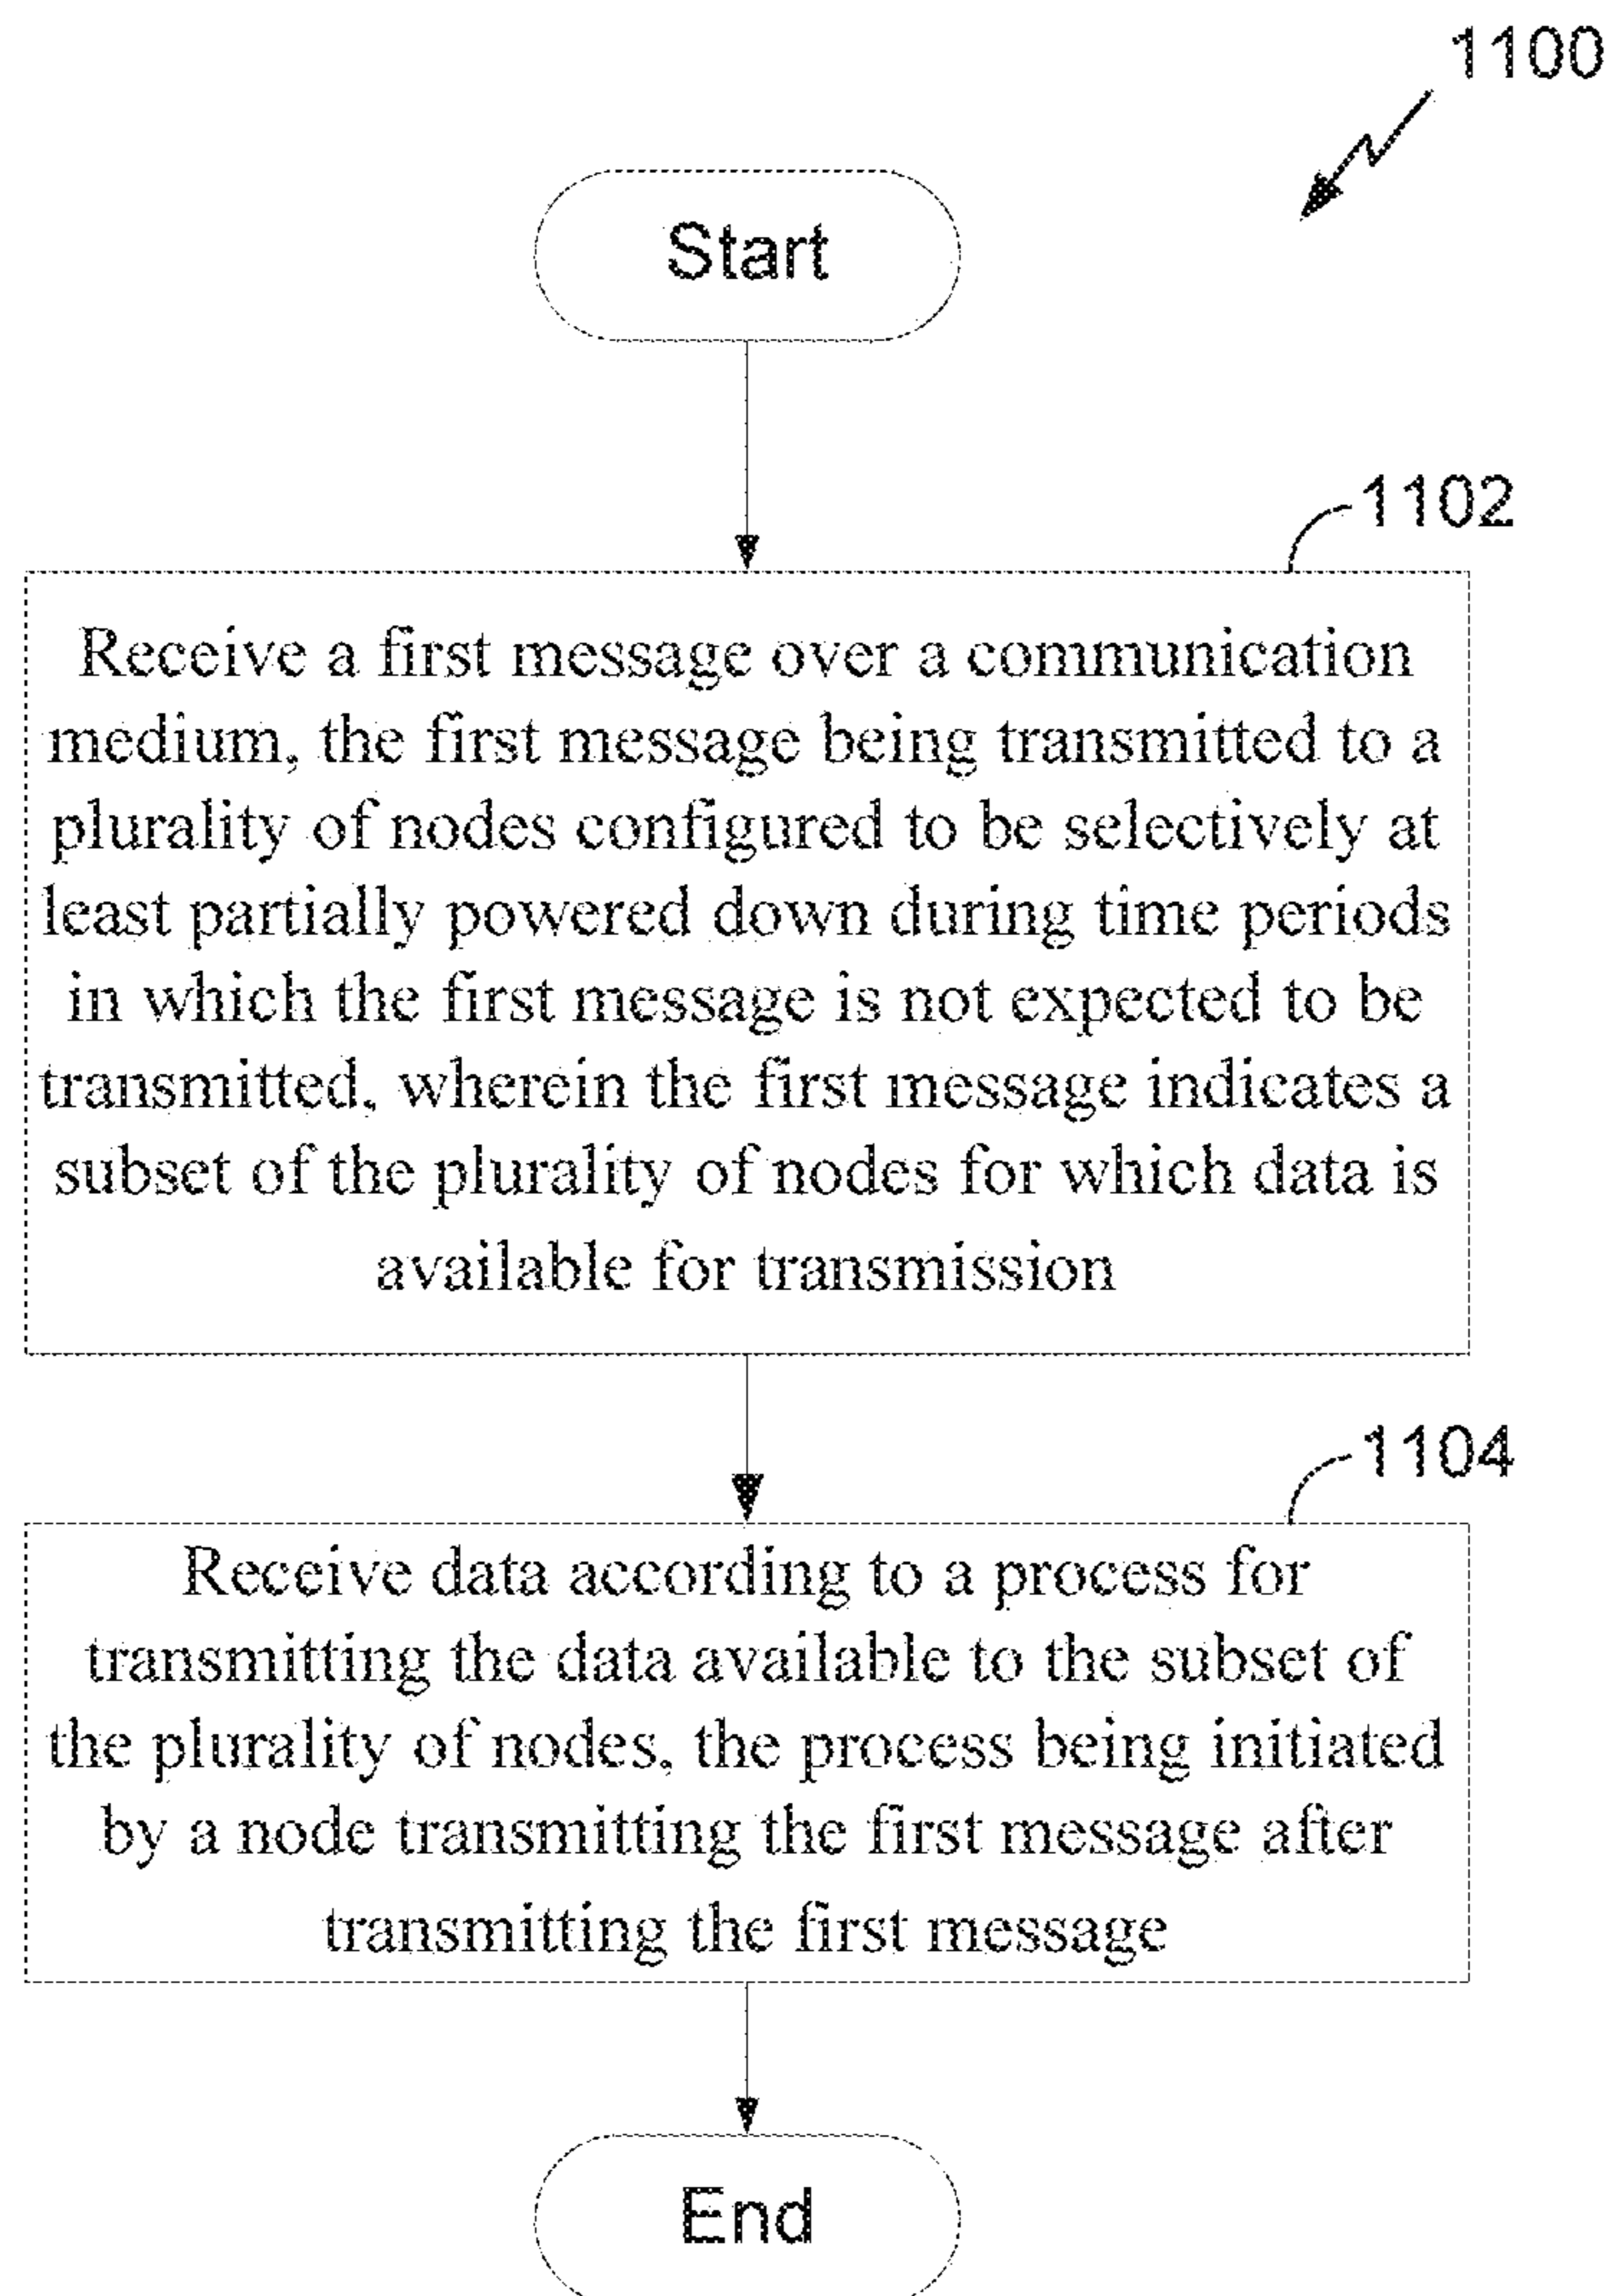 1100
Start
1102
Receive a first message over a communication
medium, the first message being transmitted to a
plurality of nodes configured to be selectively at
least partially powered down during time periods
in which the first message is not expected to be
transmitted, wherein the first message indicates a
subset of the plurality of nodes for which data is
available for transmission
1104
Receive data according to a process for
transmitting the data available to the subset of
the plurality of nodes, the process being initiated
by a node transmitting the first message after
transmitting the first message
End